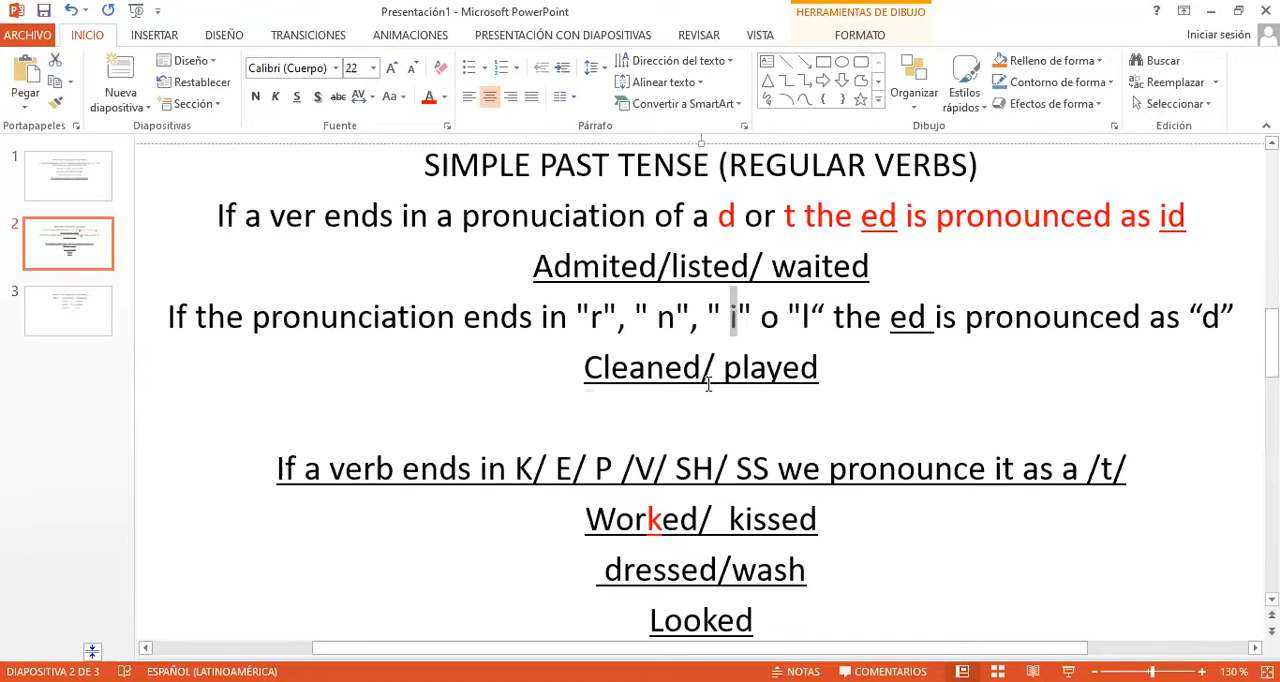 Presentación1 - Microsoft PowerPoint
HERRAMIENTAS DE DIBUJO
?
ARCHIVO INICIO INSERTAR DISEÑO TRANSICIONES ANIMACIONES PRESENTACIÓN CON DIAPOSITIVAS REVISAR VISTA FORMATO Iniciar sesión
Pegar
Nueva diapositiva
Diseño
Restablecer
Sección
Calibri (Cuerpo) 22
N K S S abc AV Aa A
Dirección del texto
Alinear texto
Convertir a SmartArt
Organizar
Estilos rápidos
Relleno de forma
Contorno de forma
Efectos de forma
Buscar
Reemplazar
Seleccionar
Portapapeles Diapositivas Fuente Párrafo Dibujo Edición
1
2
3
SIMPLE PAST TENSE (REGULAR VERBS)
If a ver ends in a pronuciation of a d or t the ed is pronounced as id
Admited/listed/ waited
If the pronunciation ends in "r", " n", " i" o "l“ the ed is pronounced as “d”
Cleaned/ played
If a verb ends in K/ E/ P /V/ SH/ SS we pronounce it as a /t/
Worked/ kissed
dressed/wash
Looked
DIAPOSITIVA 2 DE 3 ESPAÑOL (LATINOAMÉRICA) NOTAS COMENTARIOS 130 %